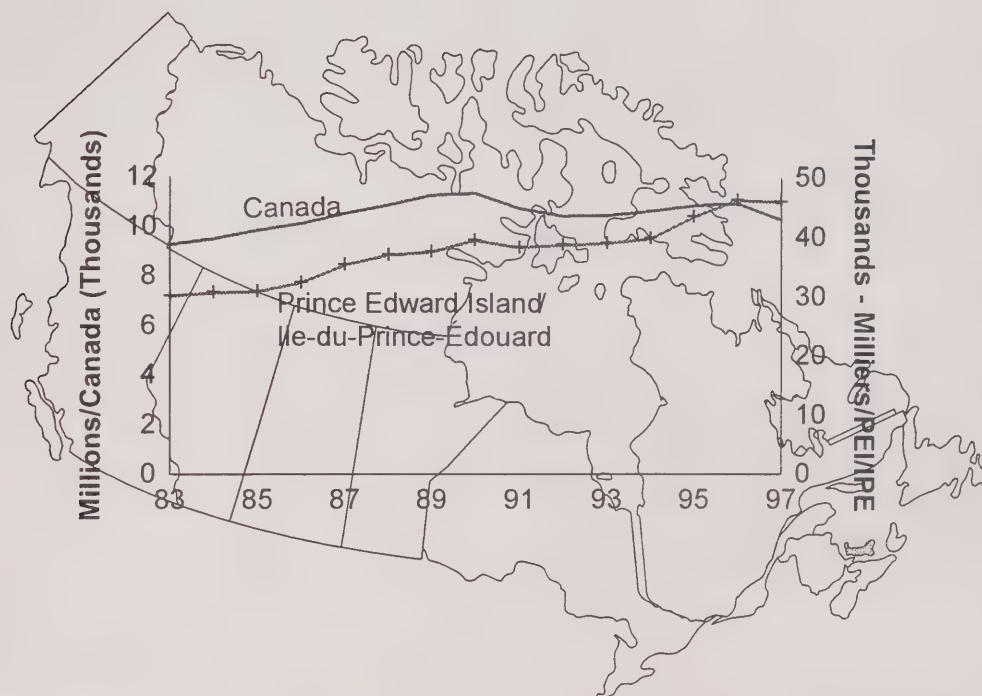 Millions/Canada (Thousands)
12
10
8
6
4
2
0
Canada
Prince Edward Island/
Ile-du-Prince-Édouard
50
40
30
20
10
0
Thousands - Milliers/PEI/IPE
83 85 87 89 91 93 95 97